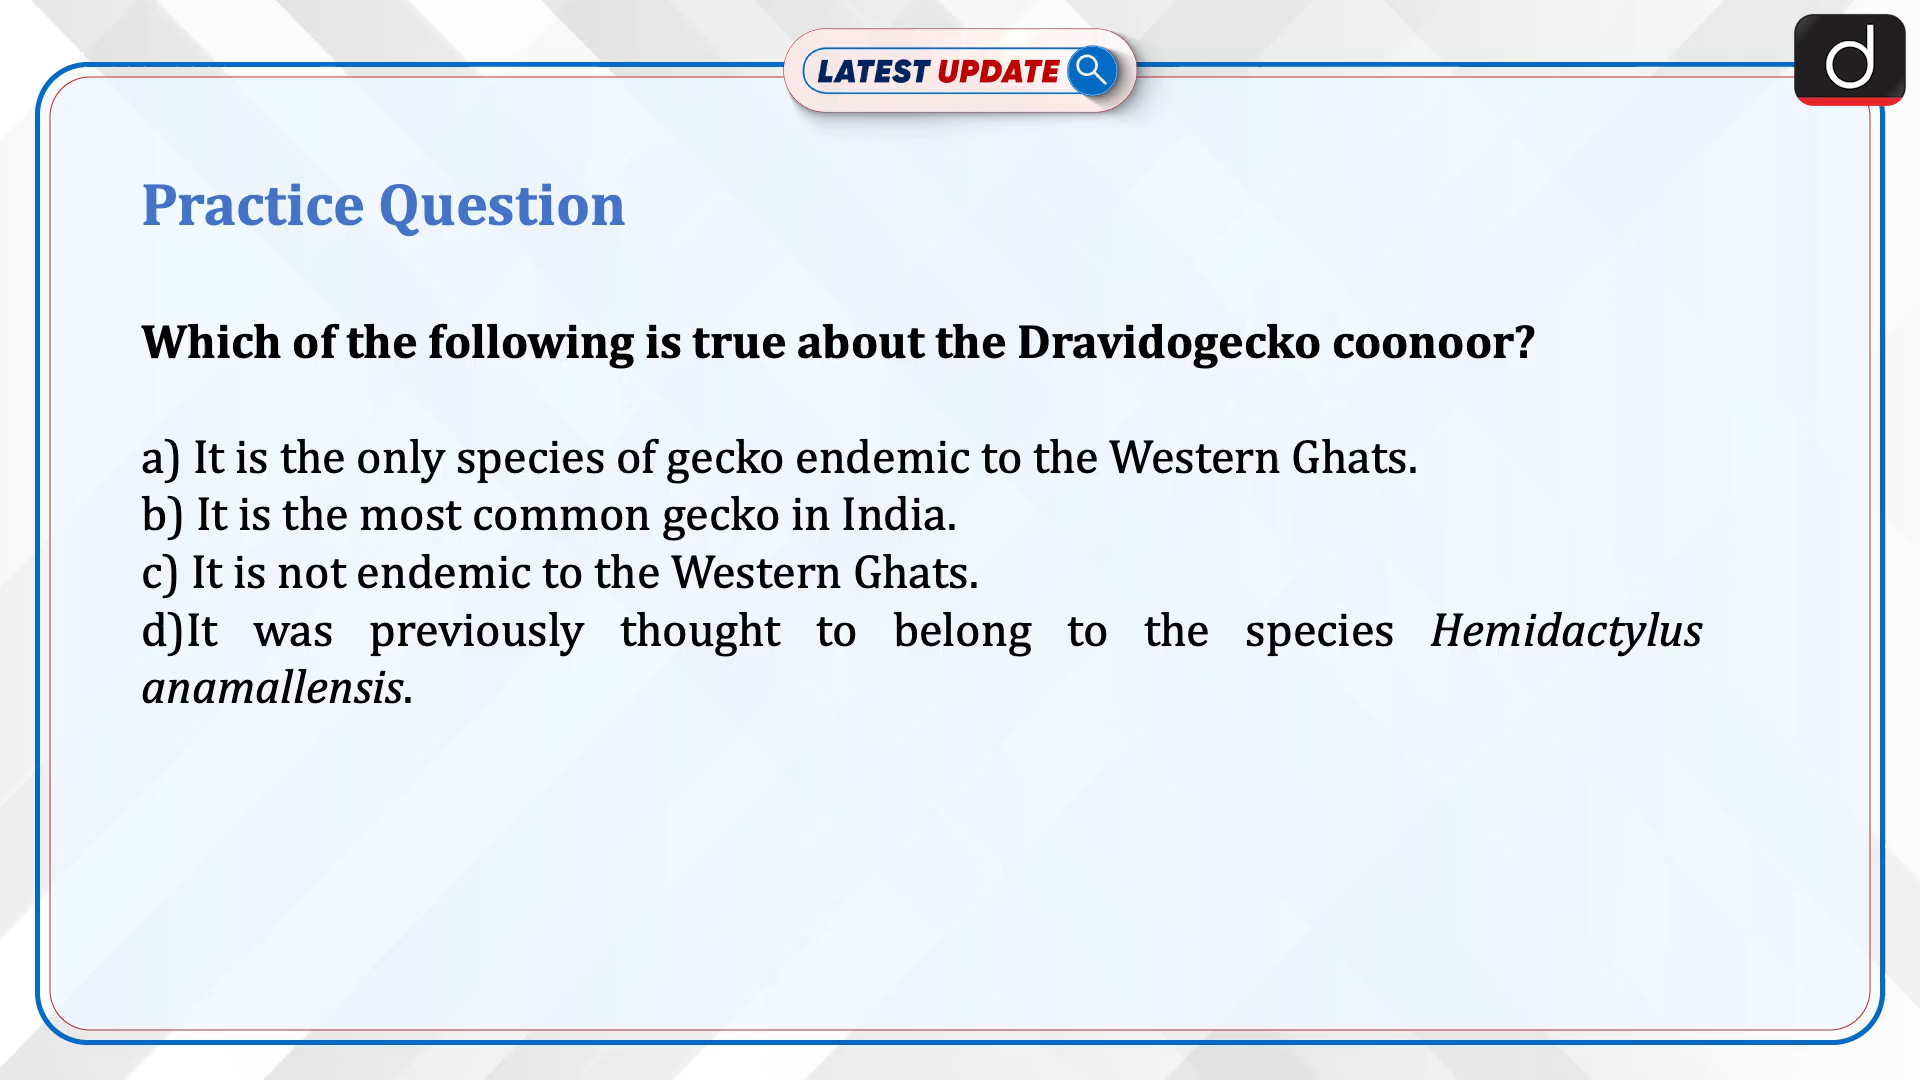 LATEST UPDATE
d
Practice Question
Which of the following is true about the Dravidogecko coonoor?
a) It is the only species of gecko endemic to the Western Ghats.
b) It is the most common gecko in India.
c) It is not endemic to the Western Ghats.
d)It was previously thought to belong to the species Hemidactylus
anamallensis.